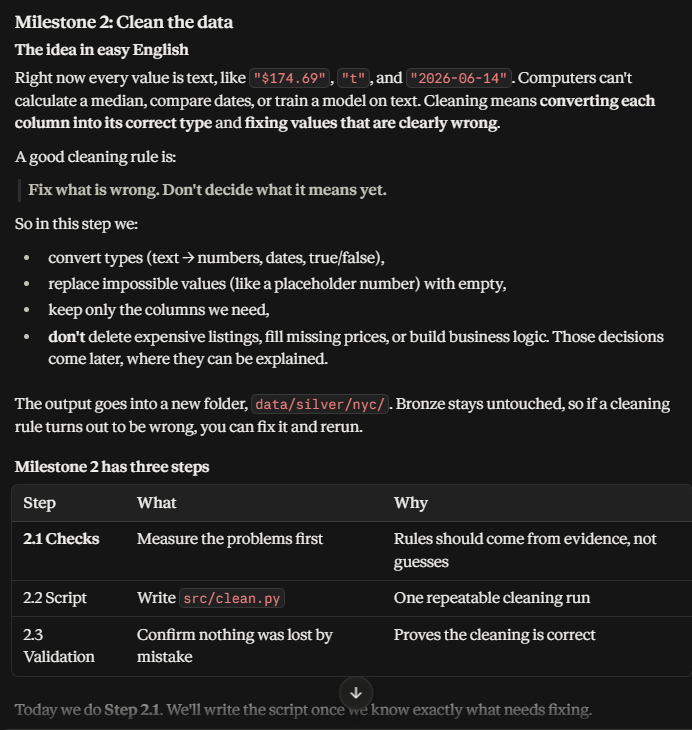 Milestone 2: Clean the data
The idea in easy English
Right now every value is text, like "$174.69", "t", and "2026-06-14". Computers can't
calculate a median, compare dates, or train a model on text. Cleaning means converting each
column into its correct type and fixing values that are clearly wrong.
A good cleaning rule is:
Fix what is wrong. Don't decide what it means yet.
So in this step we:
• convert types (text → numbers, dates, true/false),
• replace impossible values (like a placeholder number) with empty,
• keep only the columns we need,
• don't delete expensive listings, fill missing prices, or build business logic. Those decisions
come later, where they can be explained.
The output goes into a new folder, data/silver/nyc/. Bronze stays untouched, so if a cleaning
rule turns out to be wrong, you can fix it and rerun.
Milestone 2 has three steps
Step What Why
2.1 Checks Measure the problems first Rules should come from evidence, not
guesses
2.2 Script Write src/clean.py One repeatable cleaning run
2.3 Confirm nothing was lost by Proves the cleaning is correct
Validation mistake
Today we do Step 2.1. We'll write the script once we know exactly what needs fixing.